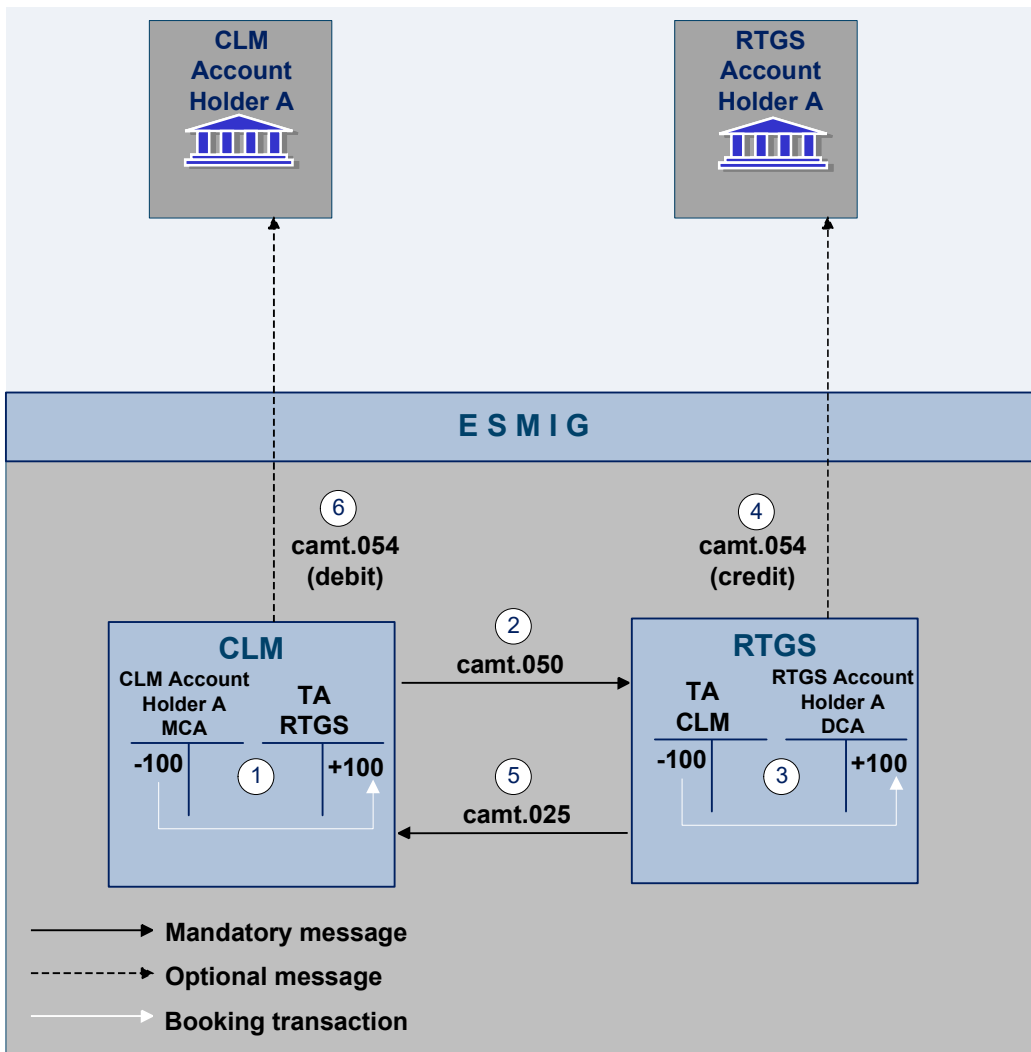 CLM
Account
Holder A
RTGS
Account
Holder A
E S M I G
6
camt.054
(debit)
4
camt.054
(credit)
2
camt.050
CLM
CLM Account
Holder A
MCA
TA
RTGS
-100
1
+100
RTGS
TA
CLM
RTGS Account
Holder A
DCA
-100
3
+100
5
camt.025
Mandatory message
Optional message
Booking transaction